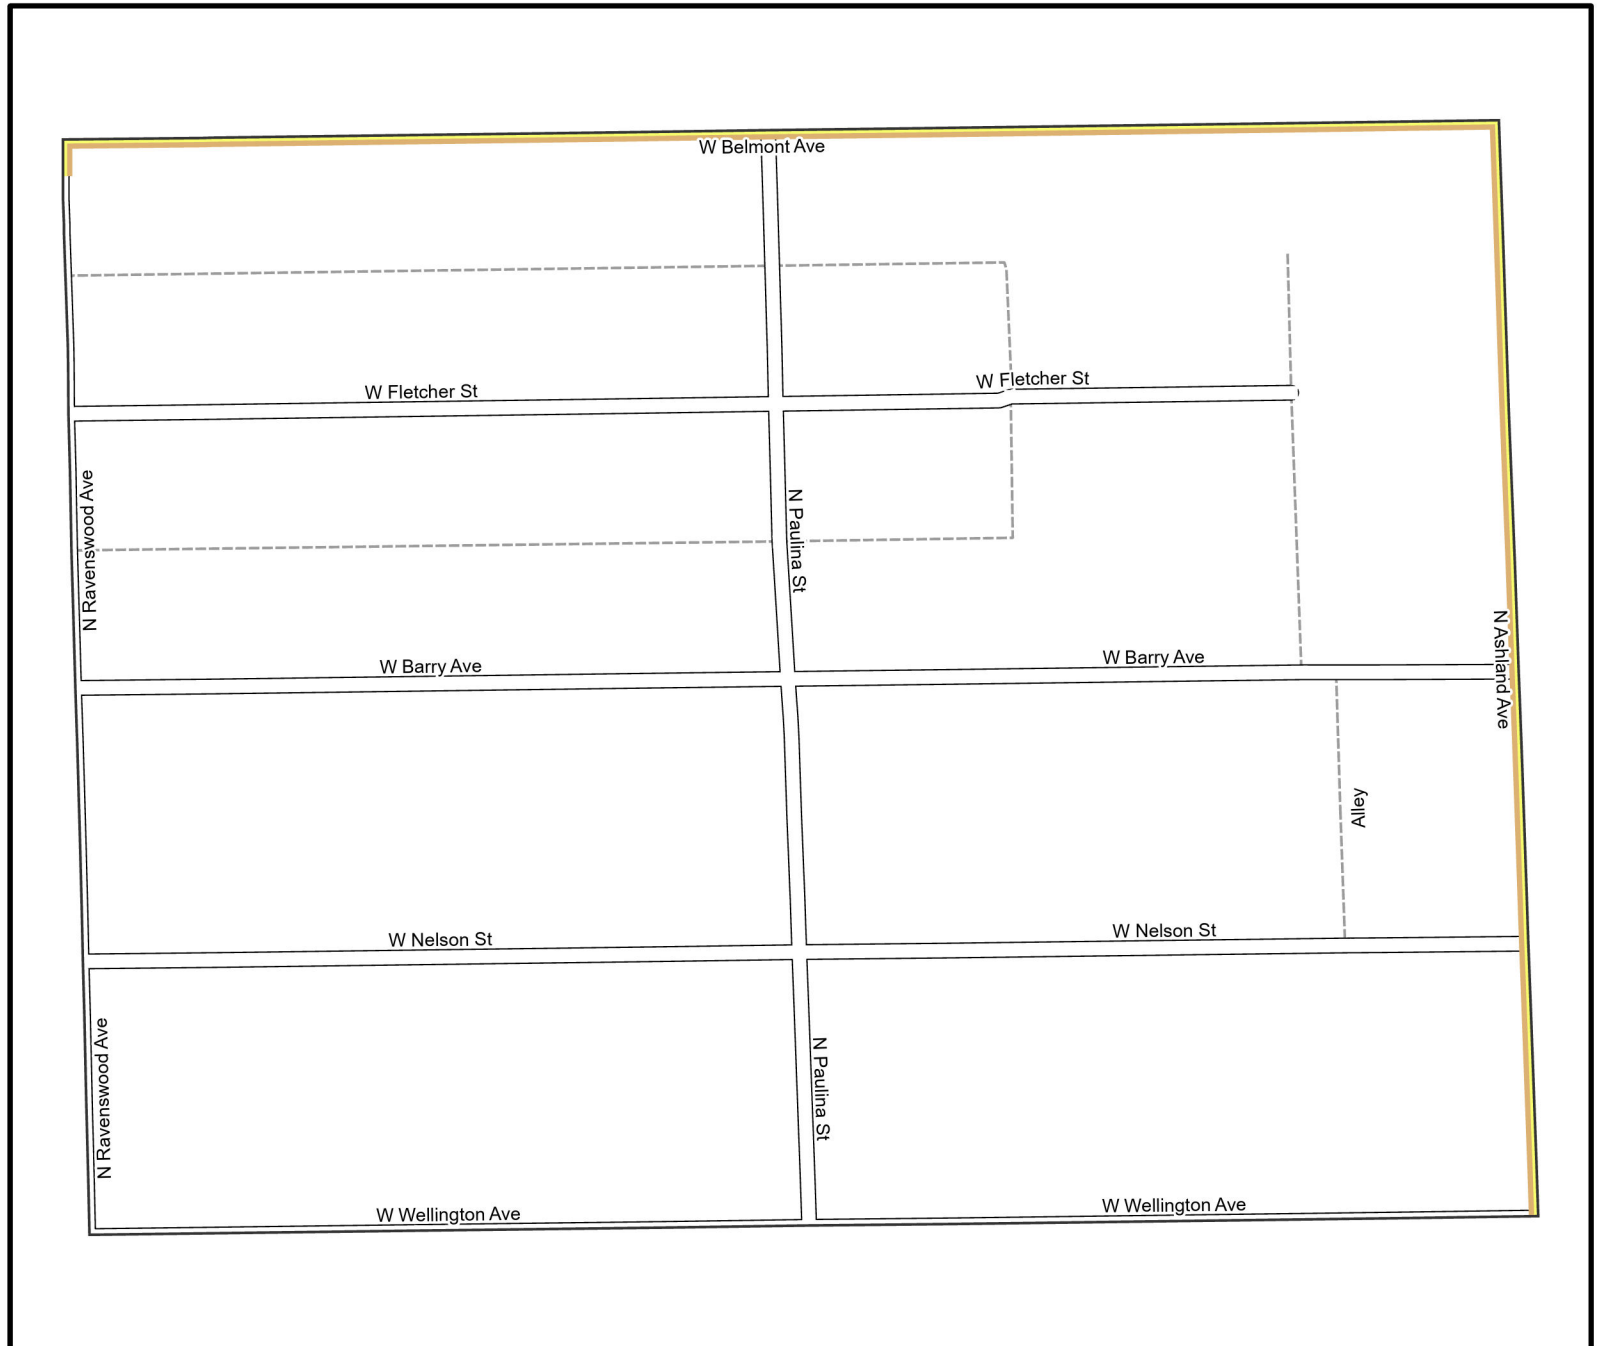 W Belmont Ave
W Fletcher St
W Fletcher St
N Ravenswood Ave
N Paulina St
N Ashland Ave
W Barry Ave
W Barry Ave
Alley
W Nelson St
W Nelson St
N Ravenswood Ave
N Paulina St
W Wellington Ave
W Wellington Ave